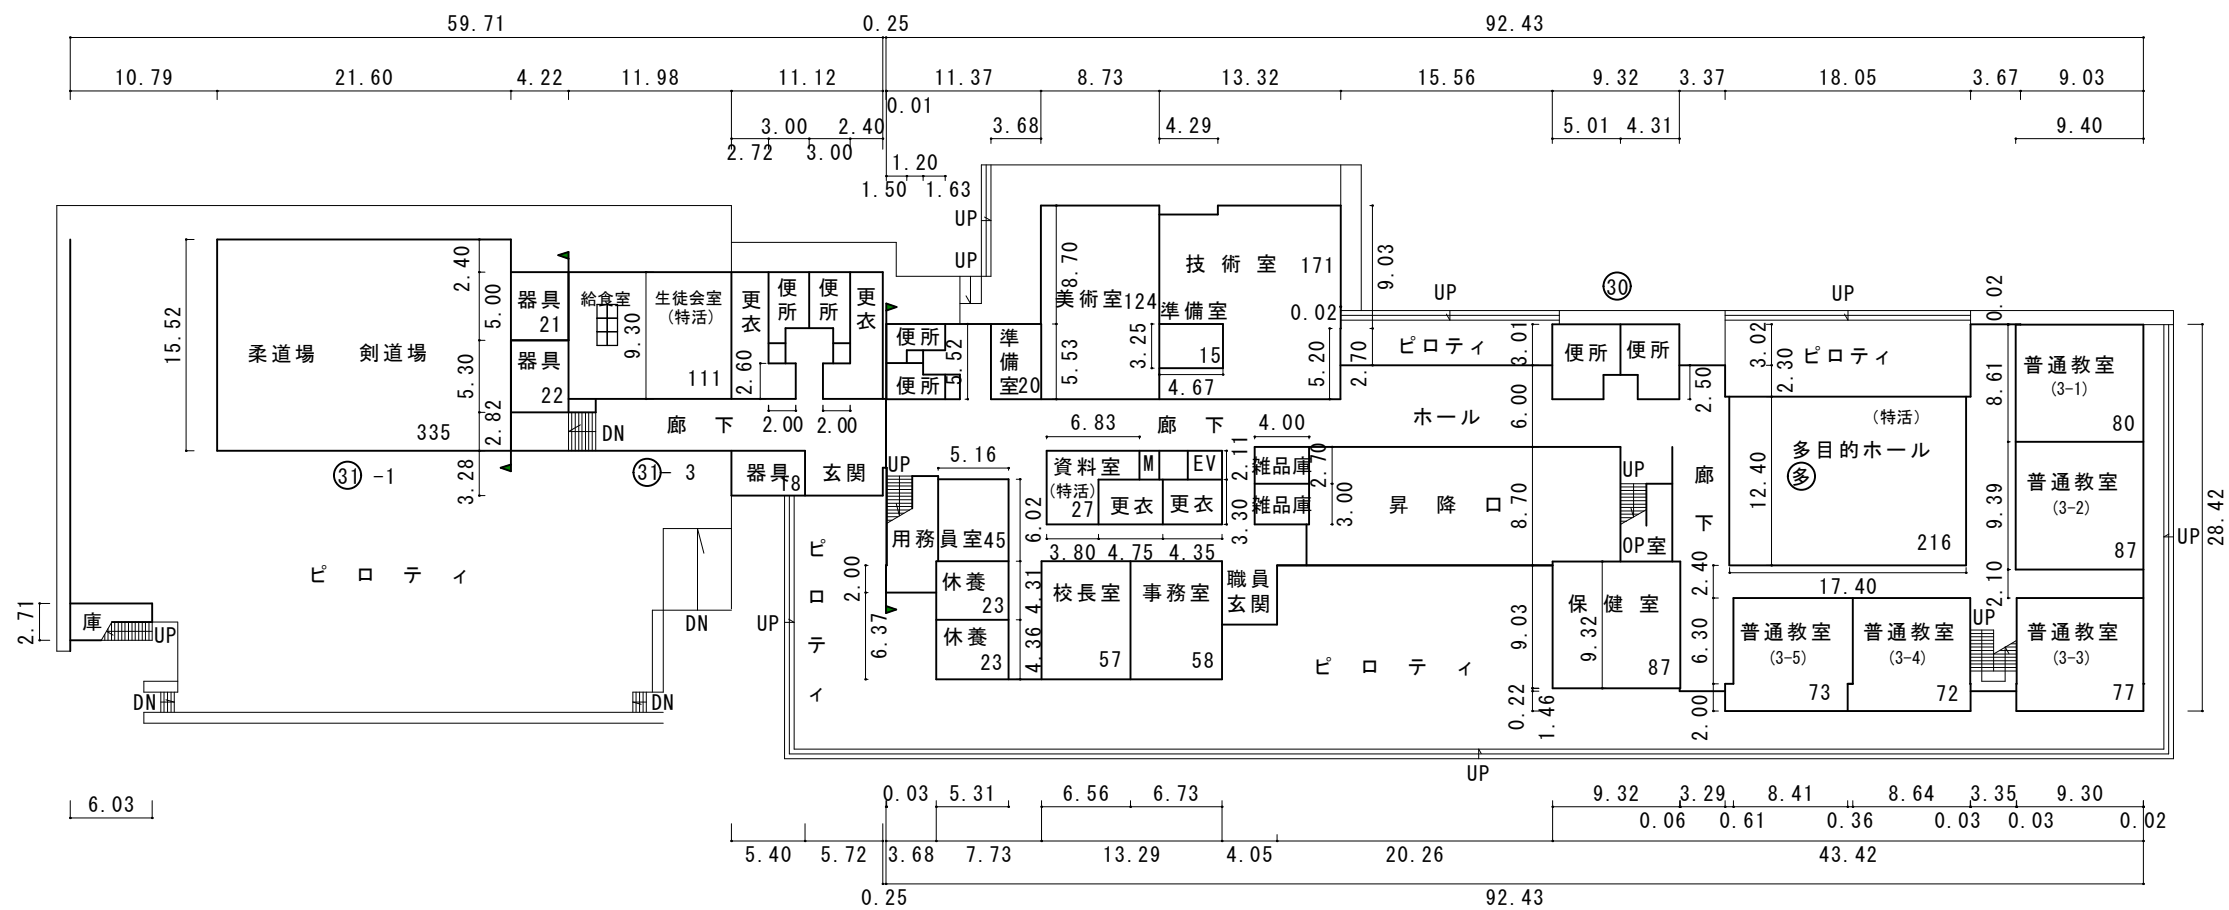 59.71 0.25 92.43
10.79 21.60 4.22 11.98 11.12 11.37 8.73 13.32 15.56 9.32 3.37 18.05 3.67 9.03
0.01
3.00 2.40 3.68 4.29 5.01 4.31 9.40
2.72 3.00
1.20
1.50 1.63
UP
UP
15.52
2.40
5.00
5.30
2.82
3.28
柔道場 剣道場
335
器具
21
器具
22
給食室
9.30
生徒会室
(特活)
111
更衣
便所
便所
更衣
2.60
2.00 2.00
廊下
DN
31 -1
31 - 3
器具
18
玄関
便所
便所
5.52
準備室
20
8.70
美術室 124
5.53
技術室 171
準備室
3.25
15
4.67
0.02
5.20
2.70
9.03
UP
ピロティ
30
3.01
便所
便所
6.00
2.50
UP
3.02
2.30
ピロティ
0.02
8.61
普通教室
(3-1)
80
ホール
廊下
6.83
4.00
2.11
(特活)
多目的ホール
多
12.40
216
17.40
9.39
普通教室
(3-2)
87
28.42
UP
UP
5.16
資料室
(特活)
27
M
EV
更衣
更衣
雑品庫
2.70
雑品庫
3.00
3.30
昇降口
8.70
UP
OP室
廊下
用務員室 45
6.02
3.80 4.75 4.35
ピロティ
2.00
6.37
休養
23
4.31
休養
23
4.36
校長室
57
事務室
58
職員
玄関
ピロティ
9.03
保健室
9.32
87
2.40
6.30
2.00
2.10
普通教室
(3-5)
73
普通教室
(3-4)
72
UP
普通教室
(3-3)
77
0.22
1.46
ピロティ
2.71
庫
UP
DN
DN
DN
UP
UP
6.03
0.03 5.31 6.56 6.73 9.32 3.29 8.41 8.64 3.35 9.30
0.06 0.61 0.36 0.03 0.03 0.02
5.40 5.72 3.68 7.73 13.29 4.05 20.26 43.42
0.25 92.43